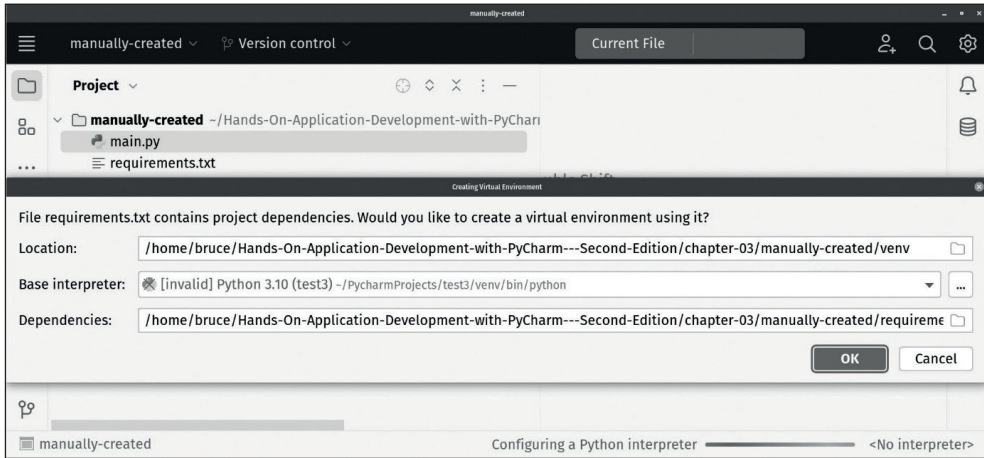 manually-created
manually-created Version control Current File
Project
manually-created ~/Hands-On-Application-Development-with-PyCharm
main.py
requirements.txt
Shift
Creating Virtual Environment
File requirements.txt contains project dependencies. Would you like to create a virtual environment using it?
Location: /home/bruce/Hands-On-Application-Development-with-PyCharm---Second-Edition/chapter-03/manually-created/venv
Base interpreter: [invalid] Python 3.10 (test3) ~/PycharmProjects/test3/venv/bin/python ...
Dependencies: /home/bruce/Hands-On-Application-Development-with-PyCharm---Second-Edition/chapter-03/manually-created/requireme
OK Cancel
manually-created Configuring a Python interpreter <No interpreter>